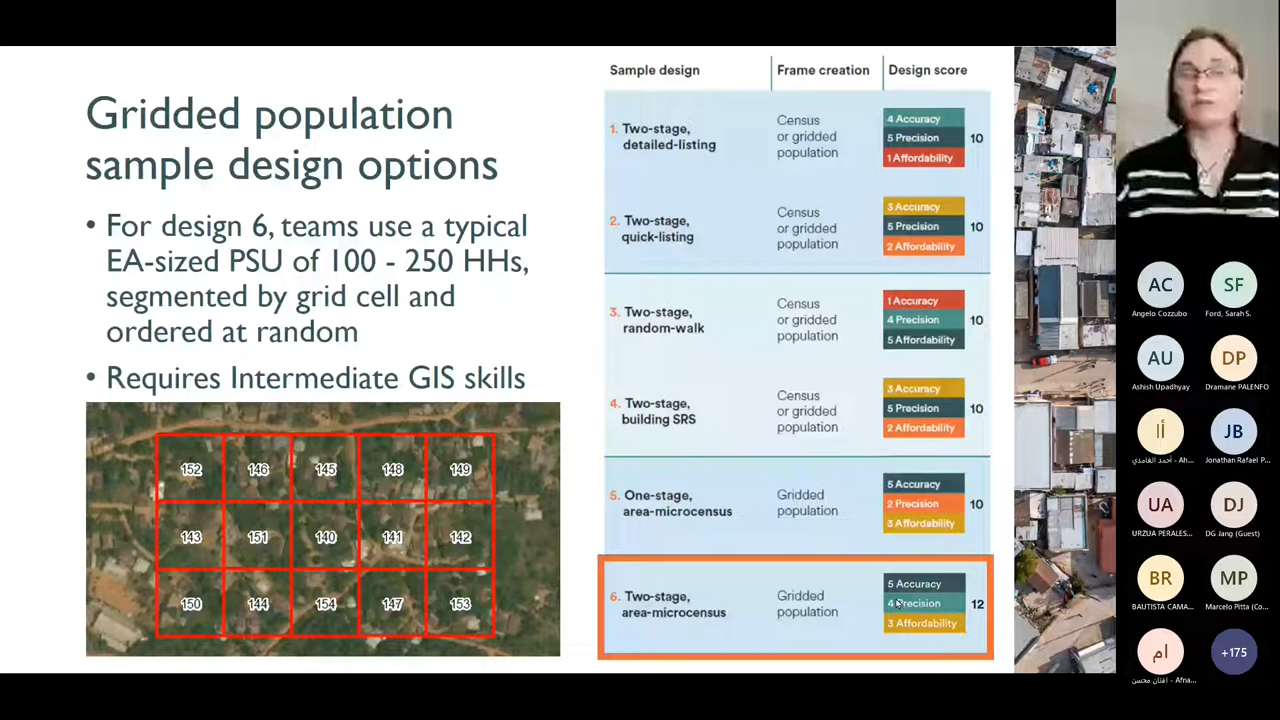 Gridded population
sample design options
• For design 6, teams use a typical
EA-sized PSU of 100 - 250 HHs,
segmented by grid cell and
ordered at random
• Requires Intermediate GIS skills
152 146 145 148 149
143 151 140 141 142
150 144 154 147 153
Sample design Frame creation Design score
1. Two-stage,
detailed-listing
Census
or gridded
population
4 Accuracy
5 Precision
1 Affordability
10
2. Two-stage,
quick-listing
Census
or gridded
population
3 Accuracy
5 Precision
2 Affordability
10
3. Two-stage,
random-walk
Census
or gridded
population
1 Accuracy
4 Precision
5 Affordability
10
4. Two-stage,
building SRS
Census
or gridded
population
3 Accuracy
5 Precision
2 Affordability
10
5. One-stage,
area-microcensus
Gridded
population
5 Accuracy
2 Precision
3 Affordability
10
6. Two-stage,
area-microcensus
Gridded
population
5 Accuracy
4 Precision
3 Affordability
12
AC
Angelo Cozzubo
SF
Ford, Sarah S.
AU
Ashish Upadhyay
DP
Dramane PALENFO
أا
أحمد الغامدي - Ah...
JB
Jonathan Rafael P...
UA
URZUA PERALES...
DJ
DG Jang (Guest)
BR
BAUTISTA CAMA...
MP
Marcelo Pitta (Co...
ام
افنان محسن - Afna...
+175